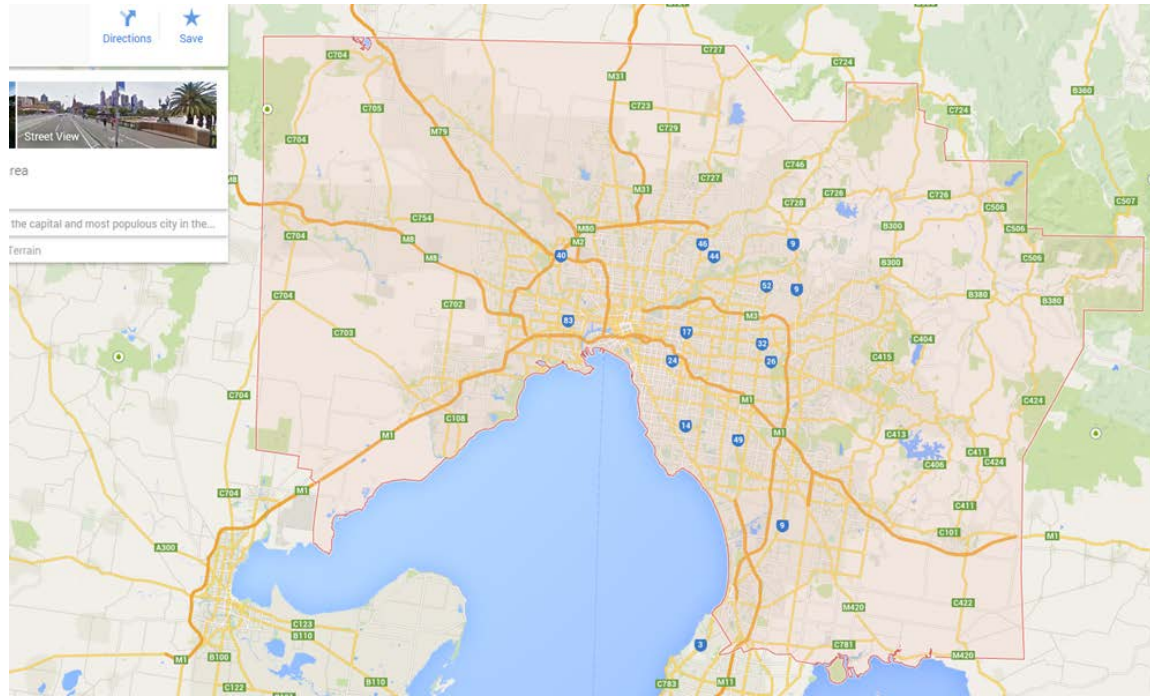 Directions
Save
Street View
rea
the capital and most populous city in the...
Terrain
C727
C724
M31
C704
B380
C723
C705
C724
C704
M79
C729
C746
M8
C727
M31
C726
C726
C728
C506
C507
C754
M80
B300
C506
C704
M8
M2
46
9
44
M8
40
C506
B300
52
9
C704
B380
B380
C702
M3
83
17
C703
32
C404
24
26
C415
C704
M1
C424
C108
14
M1
M1
49
C413
C411
C424
C406
C704
M1
C411
9
C101
M1
A300
C422
M420
C123
B110
3
C781
M1
B100
M420
C122
B110
C783
M11